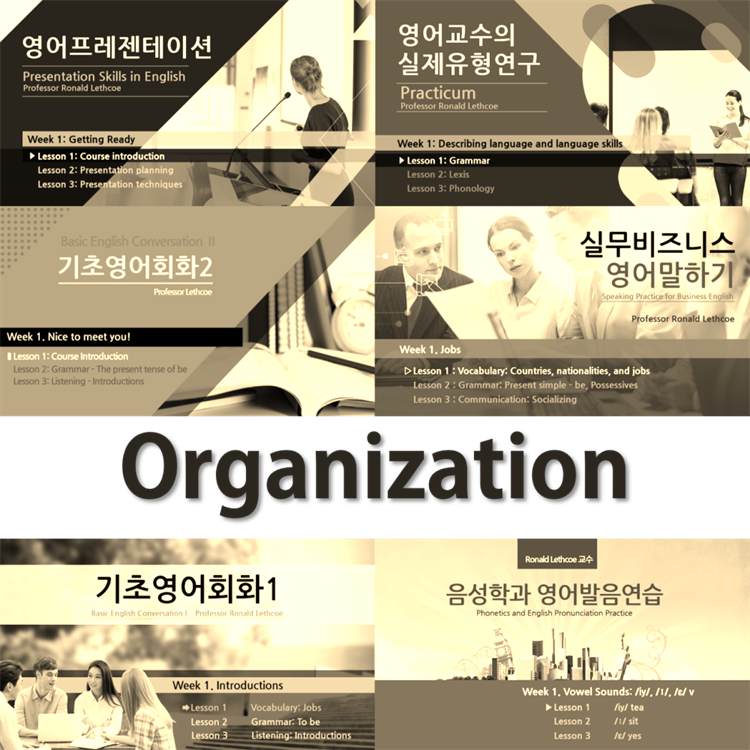 영어프레젠테이션
Presentation Skills in English
Professor Ronald Lethcoe
Week 1: Getting Ready
Lesson 1: Course introduction
Lesson 2: Presentation planning
Lesson 3: Presentation techniques
영어교수의
실제유형연구
Practicum
Professor Ronald Lethcoe
Week 1: Describing language and language skills
Lesson 1: Grammar
Lesson 2: Lexis
Lesson 3: Phonology
Basic English Conversation II
기초영어회화2
Professor Lethcoe
Week 1. Nice to meet you!
Lesson 1: Course Introduction
Lesson 2: Grammar - The present tense of be
Lesson 3: Listening - Introductions
실무비즈니스
영어말하기
Speaking Practice for Business English
Professor Ronald Lethcoe
Week 1. Jobs
Lesson 1 : Vocabulary: Countries, nationalities, and jobs
Lesson 2 : Grammar: Present simple - be, Possessives
Lesson 3 : Communication: Socializing
Organization
기초영어회화1
Basic English Conversation I Professor Ronald Lethcoe
Week 1. Introductions
Lesson 1 Vocabulary: Jobs
Lesson 2 Grammar: To be
Lesson 3 Listening: Introductions
Ronald Lethcoe 교수
음성학과 영어발음연습
Phonetics and English Pronunciation Practice
Week 1. Vowel Sounds: /iy/, /ɪ/, /ɛ/ v
Lesson 1 /iy/ tea
Lesson 2 /ɪ/ sit
Lesson 3 /ɛ/ yes